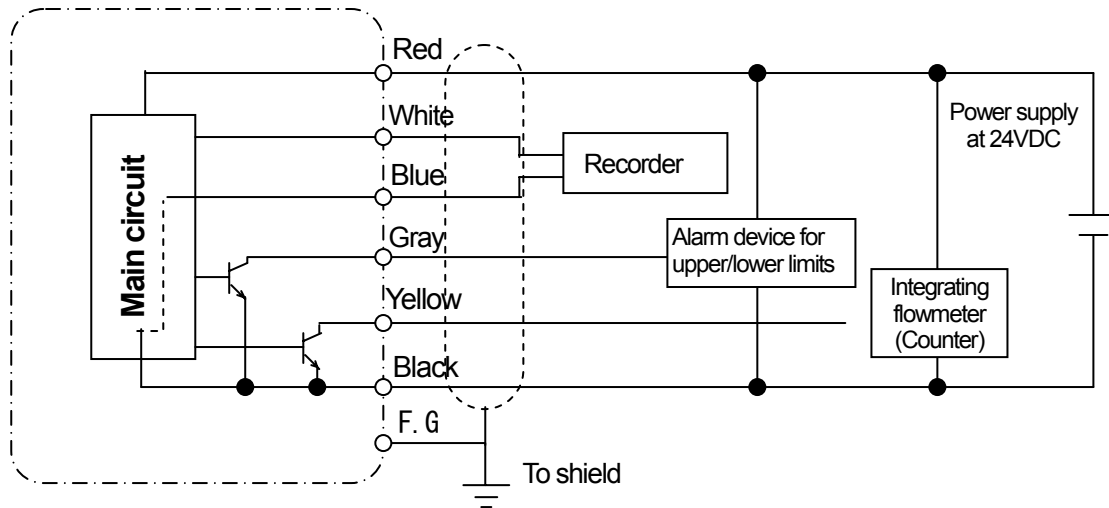 Red
White
Blue
Gray
Yellow
Black
F. G
To shield
Main circuit
Recorder
Alarm device for
upper/lower limits
Integrating
flowmeter
(Counter)
Power supply
at 24VDC